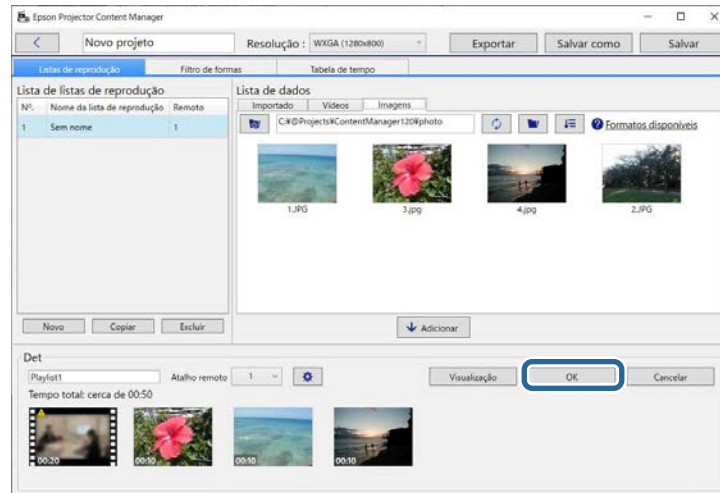 Epson Projector Content Manager
Novo projeto Resolução : WXGA (1280x800) Exportar Salvar como Salvar
Listas de reprodução Filtro de formas Tabela de tempo
Lista de listas de reprodução
Nº. Nome da lista de reprodução Remoto
1 Sem nome 1
Novo Copiar Excluir
Lista de dados
Importado Vídeos Imagens
C:¥@Projects¥ContentManager120¥photo Formatos disponíveis
1.JPG 3.jpg 4.jpg 2.JPG
Adicionar
Det
Playlist1 Atalho remoto 1 Visualização OK Cancelar
Tempo total: cerca de 00:50
00:20 00:10 00:10 00:10